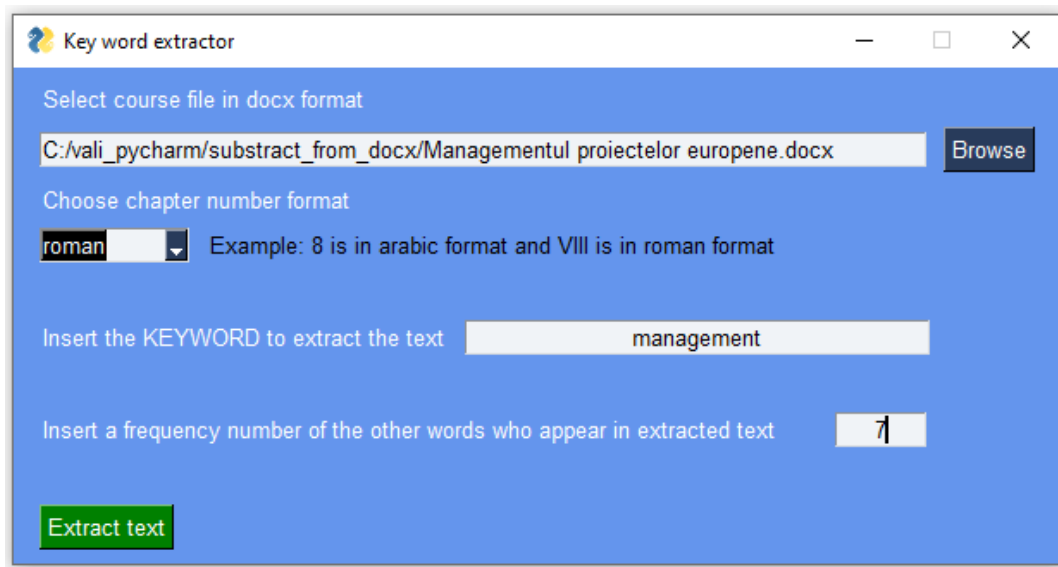 Key word extractor
Select course file in docx format
C:/vali_pycharm/substract_from_docx/Managementul proiectelor europene.docx Browse
Choose chapter number format
roman Example: 8 is in arabic format and VIII is in roman format
Insert the KEYWORD to extract the text management
Insert a frequency number of the other words who appear in extracted text 7
Extract text